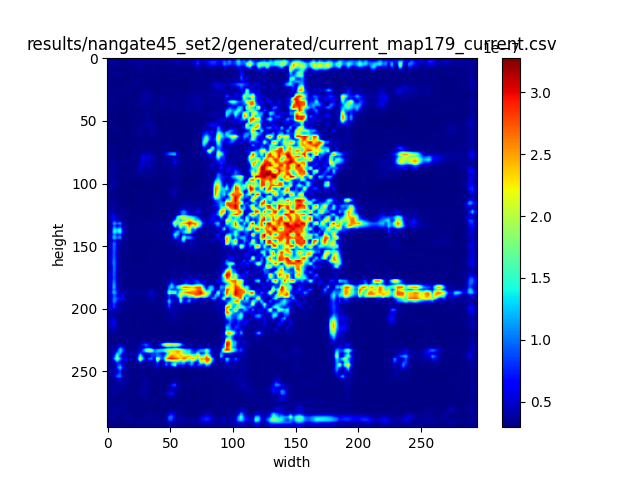 results/nangate45_set2/generated/current_map179_current.csv
1e−7
0
50
100
150
200
250
height
0 50 100 150 200 250
width
3.0
2.5
2.0
1.5
1.0
0.5